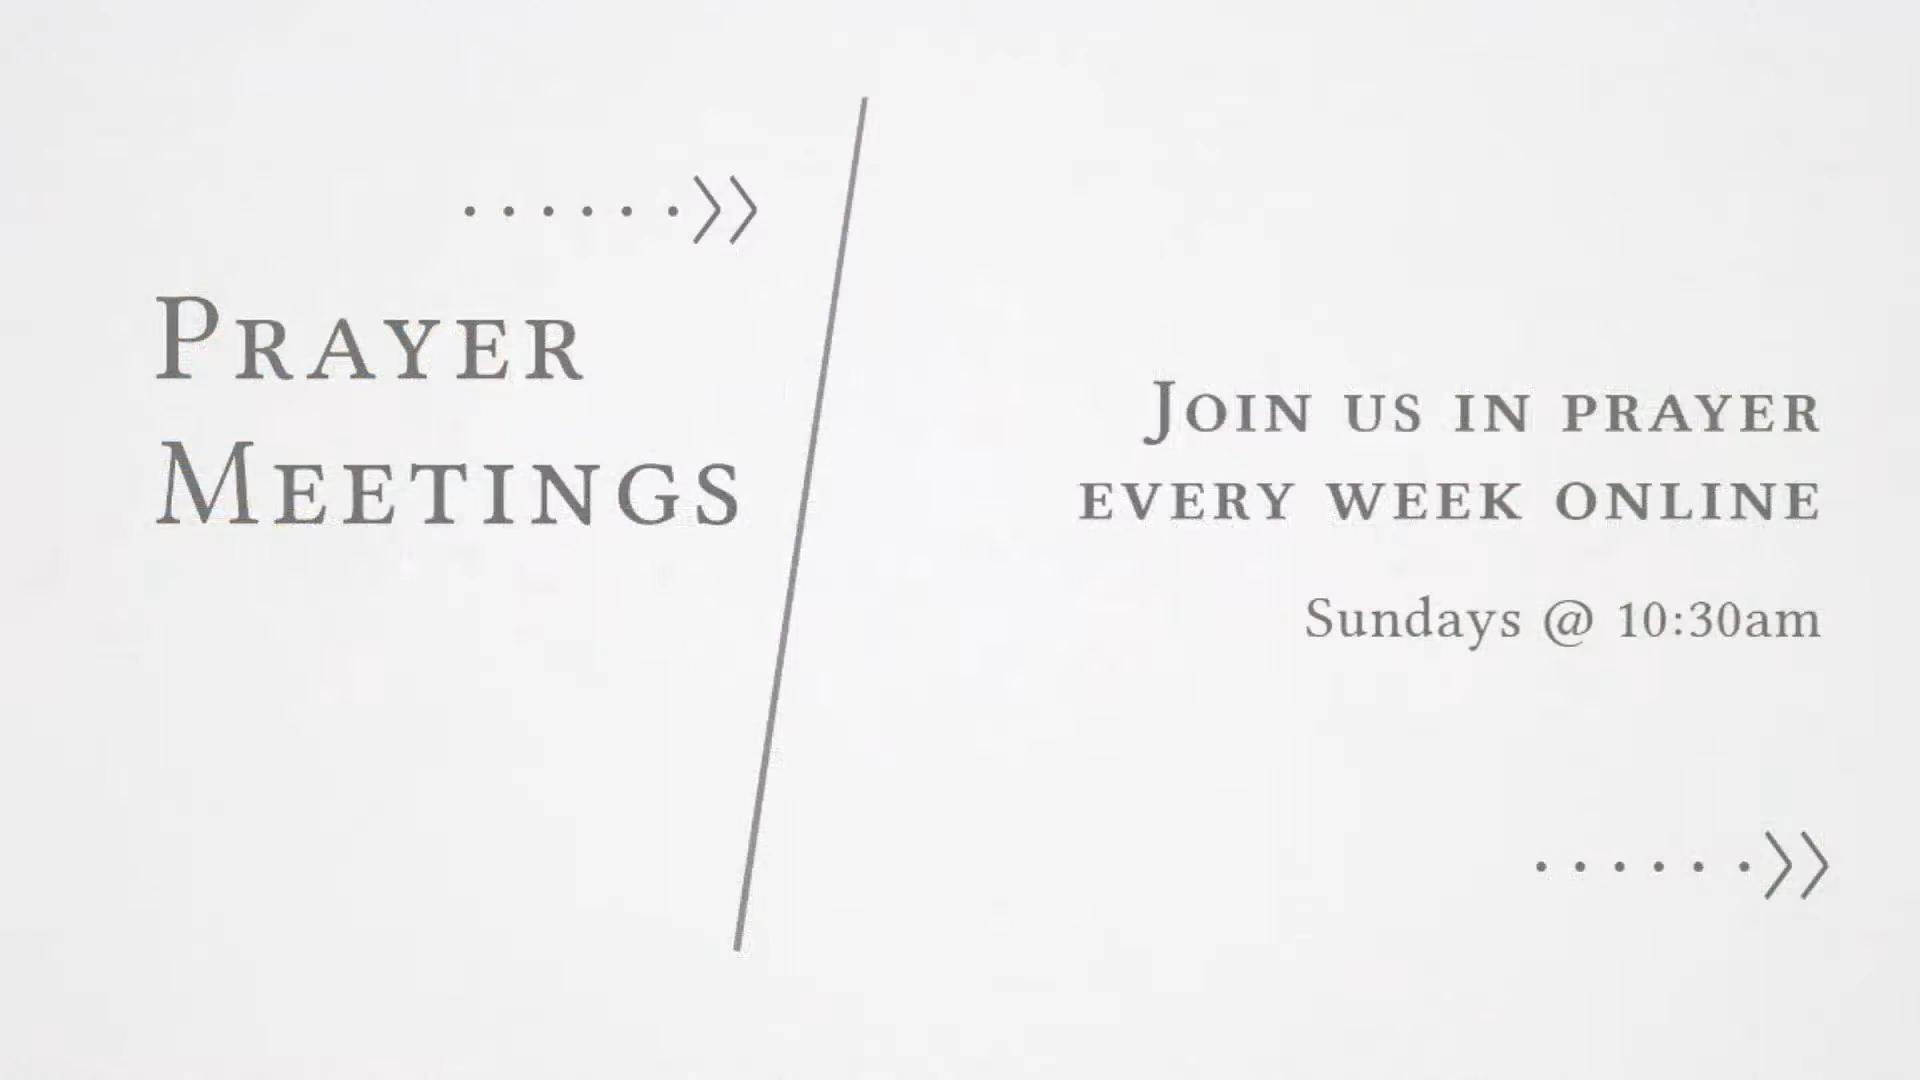 Prayer
Meetings
Join us in prayer
every week online
Sundays @ 10:30am